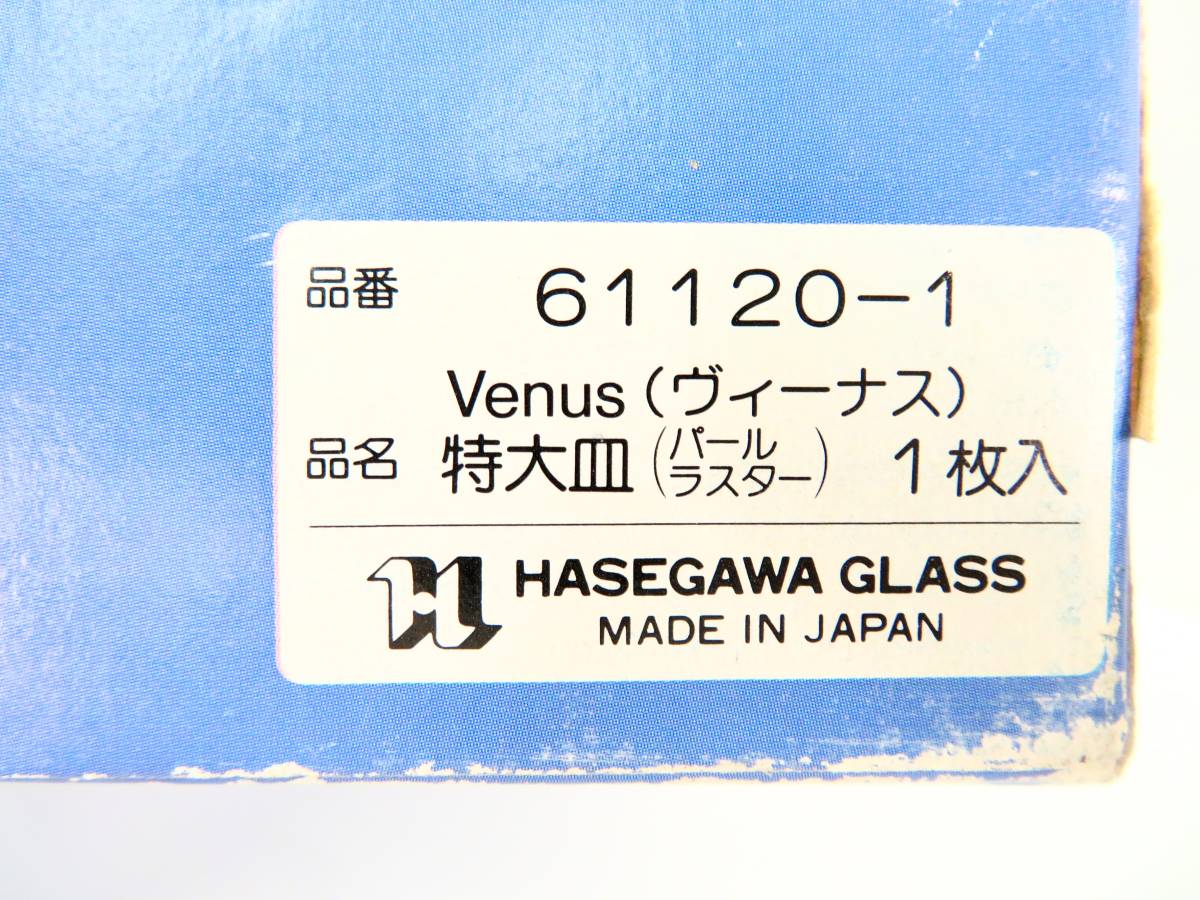 品番 61120-1
Venus（ヴィーナス）
品名 特大皿（パールラスター） 1枚入
HASEGAWA GLASS
MADE IN JAPAN